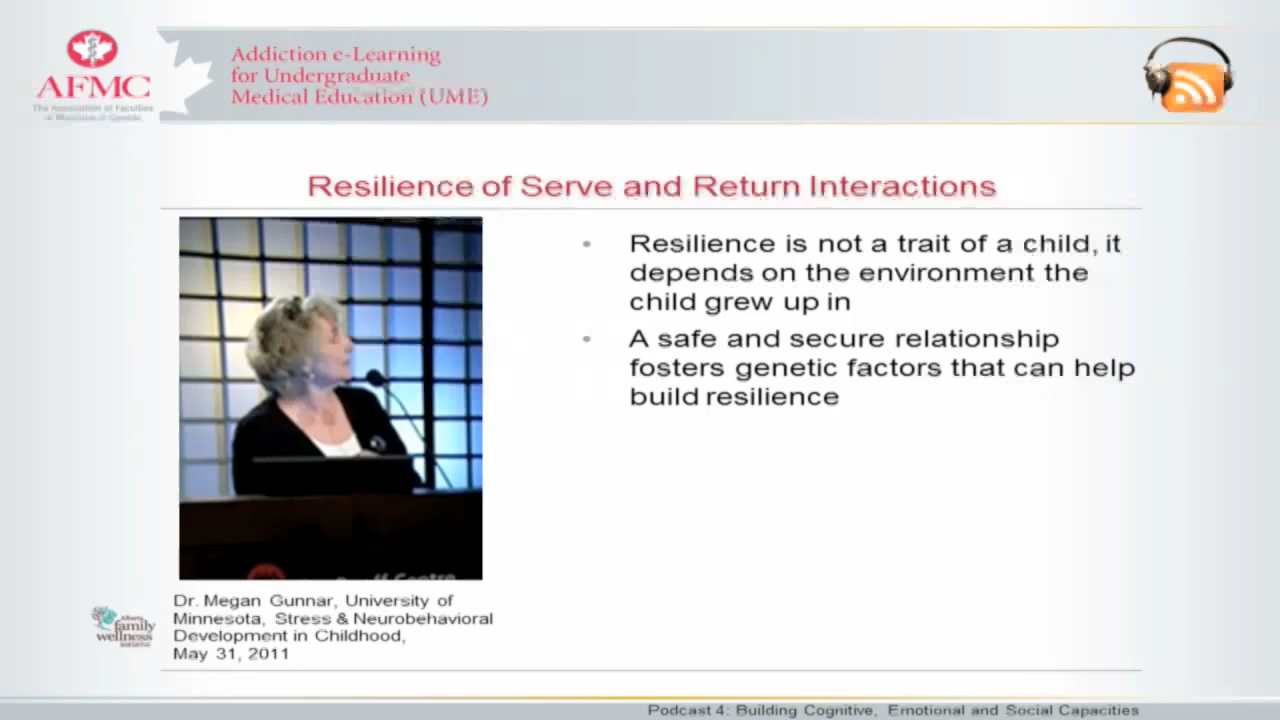 AFMC
The Association of Faculties
of Medicine of Canada
Addiction e-Learning
for Undergraduate
Medical Education (UME)
Resilience of Serve and Return Interactions
• Resilience is not a trait of a child, it
depends on the environment the
child grew up in
• A safe and secure relationship
fosters genetic factors that can help
build resilience
Centre
Dr. Megan Gunnar, University of
Minnesota, Stress & Neurobehavioral
Development in Childhood,
May 31, 2011
Alberta
family
wellness
initiative
Podcast 4: Building Cognitive, Emotional and Social Capacities